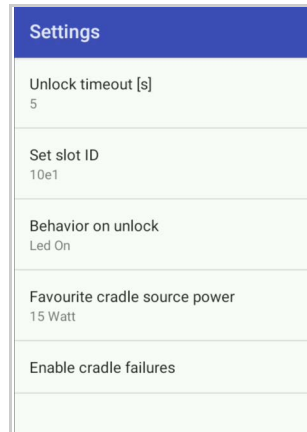 Settings
Unlock timeout [s]
5
Set slot ID
10e1
Behavior on unlock
Led On
Favourite cradle source power
15 Watt
Enable cradle failures